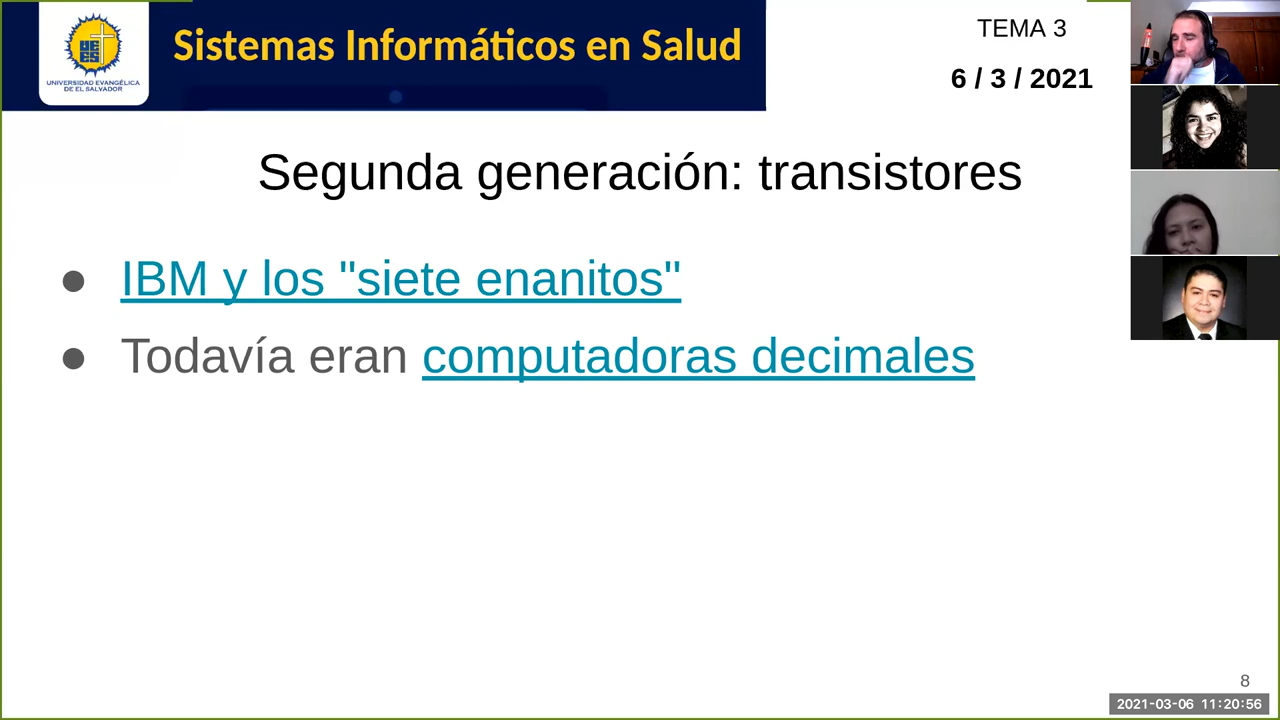 UNIVERSIDAD EVANGÉLICA
DE EL SALVADOR
Sistemas Informáticos en Salud
TEMA 3
6 / 3 / 2021
Segunda generación: transistores
● IBM y los "siete enanitos"
● Todavía eran computadoras decimales
8
2021-03-06 11:20:56